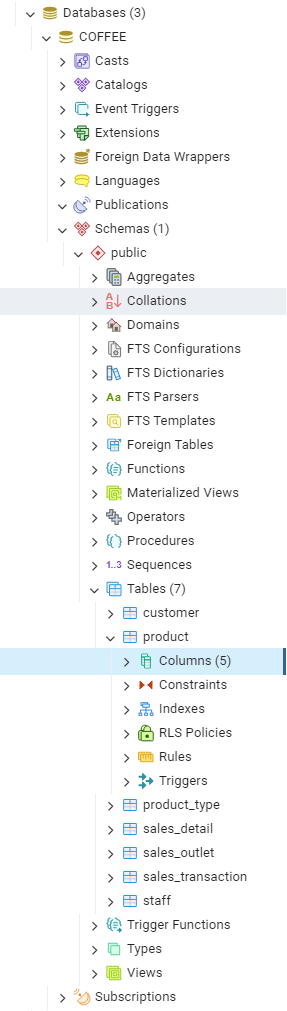 Databases (3)
COFFEE
Casts
Catalogs
Event Triggers
Extensions
Foreign Data Wrappers
Languages
Publications
Schemas (1)
public
Aggregates
A
B
Collations
Domains
FTS Configurations
FTS Dictionaries
Aa FTS Parsers
FTS Templates
Foreign Tables
Functions
Materialized Views
Operators
Procedures
1..3 Sequences
Tables (7)
customer
product
Columns (5)
Constraints
Indexes
RLS Policies
Rules
Triggers
product_type
sales_detail
sales_outlet
sales_transaction
staff
Trigger Functions
Types
Views
Subscriptions